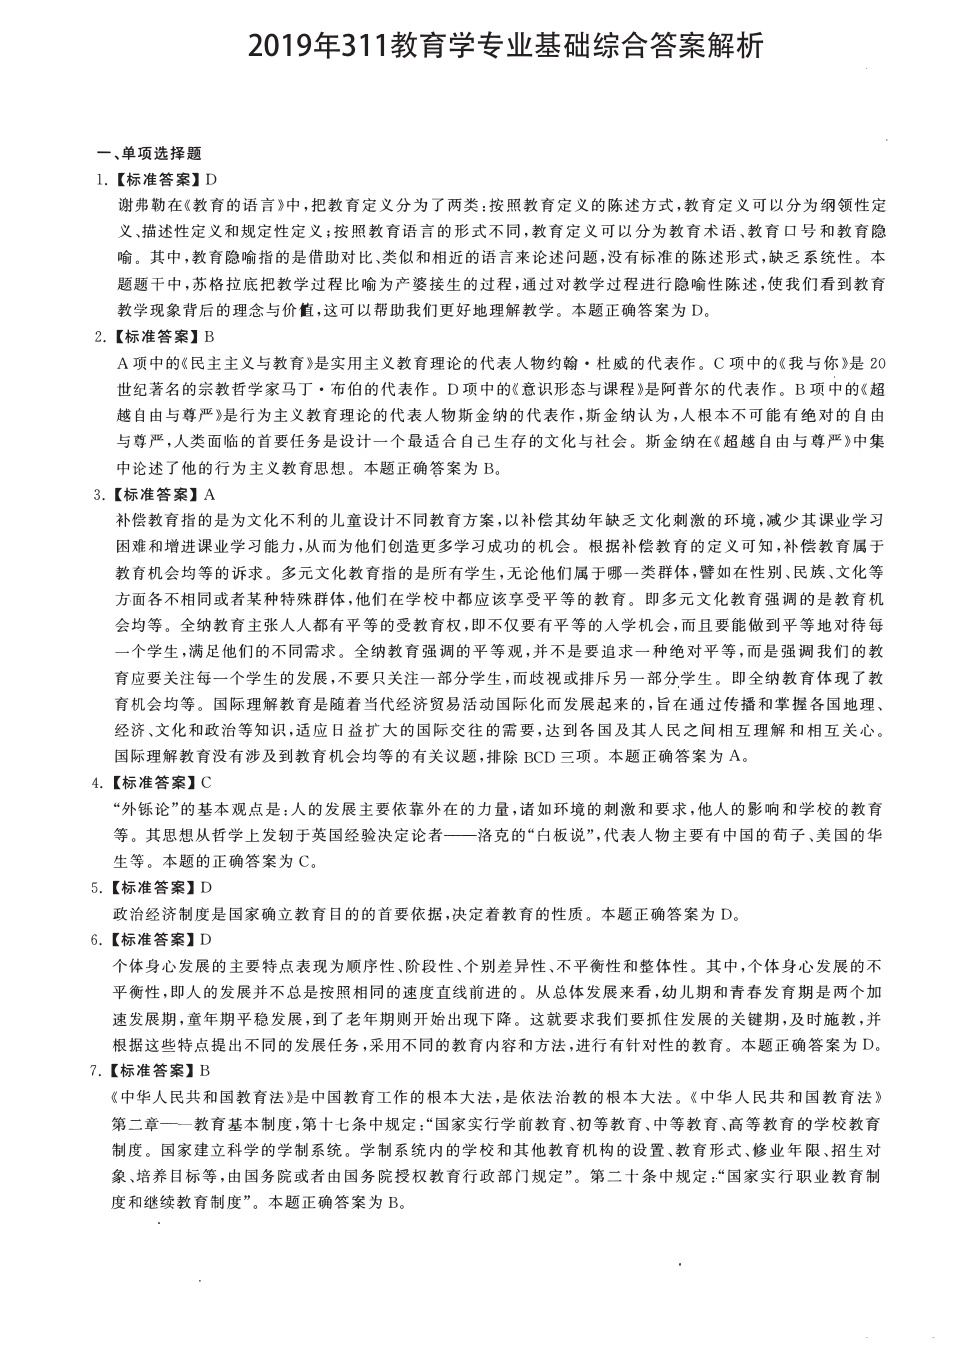 2019年311教育学专业基础综合答案解析
一、单项选择题
1.【标准答案】D
谢弗勒在《教育的语言》中,把教育定义分为了两类:按照教育定义的陈述方式,教育定义可以分为纲领性定
义、描述性定义和规定性定义;按照教育语言的形式不同,教育定义可以分为教育术语、教育口号和教育隐
喻。其中,教育隐喻指的是借助对比、类似和相近的语言来论述问题,没有标准的陈述形式,缺乏系统性。本
题题干中,苏格拉底把教学过程比喻为产婆接生的过程,通过对教学过程进行隐喻性陈述,使我们看到教育
教学现象背后的理念与价值,这可以帮助我们更好地理解教学。本题正确答案为 D。
2.【标准答案】B
A 项中的《民主主义与教育》是实用主义教育理论的代表人物约翰·杜威的代表作。C 项中的《我与你》是 20
世纪著名的宗教哲学家马丁·布伯的代表作。D 项中的《意识形态与课程》是阿普尔的代表作。B 项中的《超
越自由与尊严》是行为主义教育理论的代表人物斯金纳的代表作,斯金纳认为,人根本不可能有绝对的自由
与尊严,人类面临的首要任务是设计一个最适合自己生存的文化与社会。斯金纳在《超越自由与尊严》中集
中论述了他的行为主义教育思想。本题正确答案为 B。
3.【标准答案】A
补偿教育指的是为文化不利的儿童设计不同教育方案,以补偿其幼年缺乏文化刺激的环境,减少其课业学习
困难和增进课业学习能力,从而为他们创造更多学习成功的机会。根据补偿教育的定义可知,补偿教育属于
教育机会均等的诉求。多元文化教育指的是所有学生,无论他们属于哪一类群体,譬如在性别、民族、文化等
方面各不相同或者某种特殊群体,他们在学校中都应该享受平等的教育。即多元文化教育强调的是教育机
会均等。全纳教育主张人人都有平等的受教育权,即不仅要有平等的入学机会,而且要能做到平等地对待每
一个学生,满足他们的不同需求。全纳教育强调的平等观,并不是要追求一种绝对平等,而是强调我们的教
育应要关注每一个学生的发展,不要只关注一部分学生,而歧视或排斥另一部分学生。即全纳教育体现了教
育机会均等。国际理解教育是随着当代经济贸易活动国际化而发展起来的,旨在通过传播和掌握各国地理、
经济、文化和政治等知识,适应日益扩大的国际交往的需要,达到各国及其人民之间相互理解和相互关心。
国际理解教育没有涉及到教育机会均等的有关议题,排除 BCD 三项。本题正确答案为 A。
4.【标准答案】C
“外铄论”的基本观点是:人的发展主要依靠外在的力量,诸如环境的刺激和要求,他人的影响和学校的教育
等。其思想从哲学上发轫于英国经验决定论者——洛克的“白板说”,代表人物主要有中国的荀子、美国的华
生等。本题的正确答案为 C。
5.【标准答案】D
政治经济制度是国家确立教育目的的首要依据,决定着教育的性质。本题正确答案为 D。
6.【标准答案】D
个体身心发展的主要特点表现为顺序性、阶段性、个别差异性、不平衡性和整体性。其中,个体身心发展的不
平衡性,即人的发展并不总是按照相同的速度直线前进的。从总体发展来看,幼儿期和青春发育期是两个加
速发展期,童年期平稳发展,到了老年期则开始出现下降。这就要求我们要抓住发展的关键期,及时施教,并
根据这些特点提出不同的发展任务,采用不同的教育内容和方法,进行有针对性的教育。本题正确答案为 D。
7.【标准答案】B
《中华人民共和国教育法》是中国教育工作的根本大法,是依法治教的根本大法。《中华人民共和国教育法》
第二章——教育基本制度,第十七条中规定:“国家实行学前教育、初等教育、中等教育、高等教育的学校教育
制度。国家建立科学的学制系统。学制系统内的学校和其他教育机构的设置、教育形式、修业年限、招生对
象、培养目标等,由国务院或者由国务院授权教育行政部门规定”。第二十条中规定:“国家实行职业教育制
度和继续教育制度”。本题正确答案为 B。